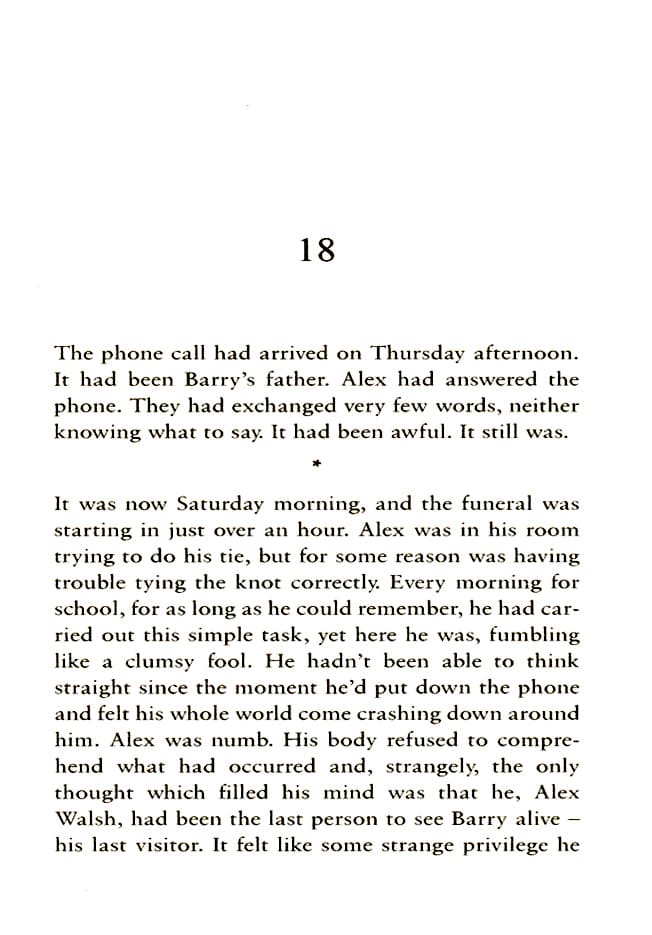 18
The phone call had arrived on Thursday afternoon.
It had been Barry’s father. Alex had answered the
phone. They had exchanged very few words, neither
knowing what to say. It had been awful. It still was.
*
It was now Saturday morning, and the funeral was
starting in just over an hour. Alex was in his room
trying to do his tie, but for some reason was having
trouble tying the knot correctly. Every morning for
school, for as long as he could remember, he had car-
ried out this simple task, yet here he was, fumbling
like a clumsy fool. He hadn’t been able to think
straight since the moment he’d put down the phone
and felt his whole world come crashing down around
him. Alex was numb. His body refused to compre-
hend what had occurred and, strangely, the only
thought which filled his mind was that he, Alex
Walsh, had been the last person to see Barry alive –
his last visitor. It felt like some strange privilege he